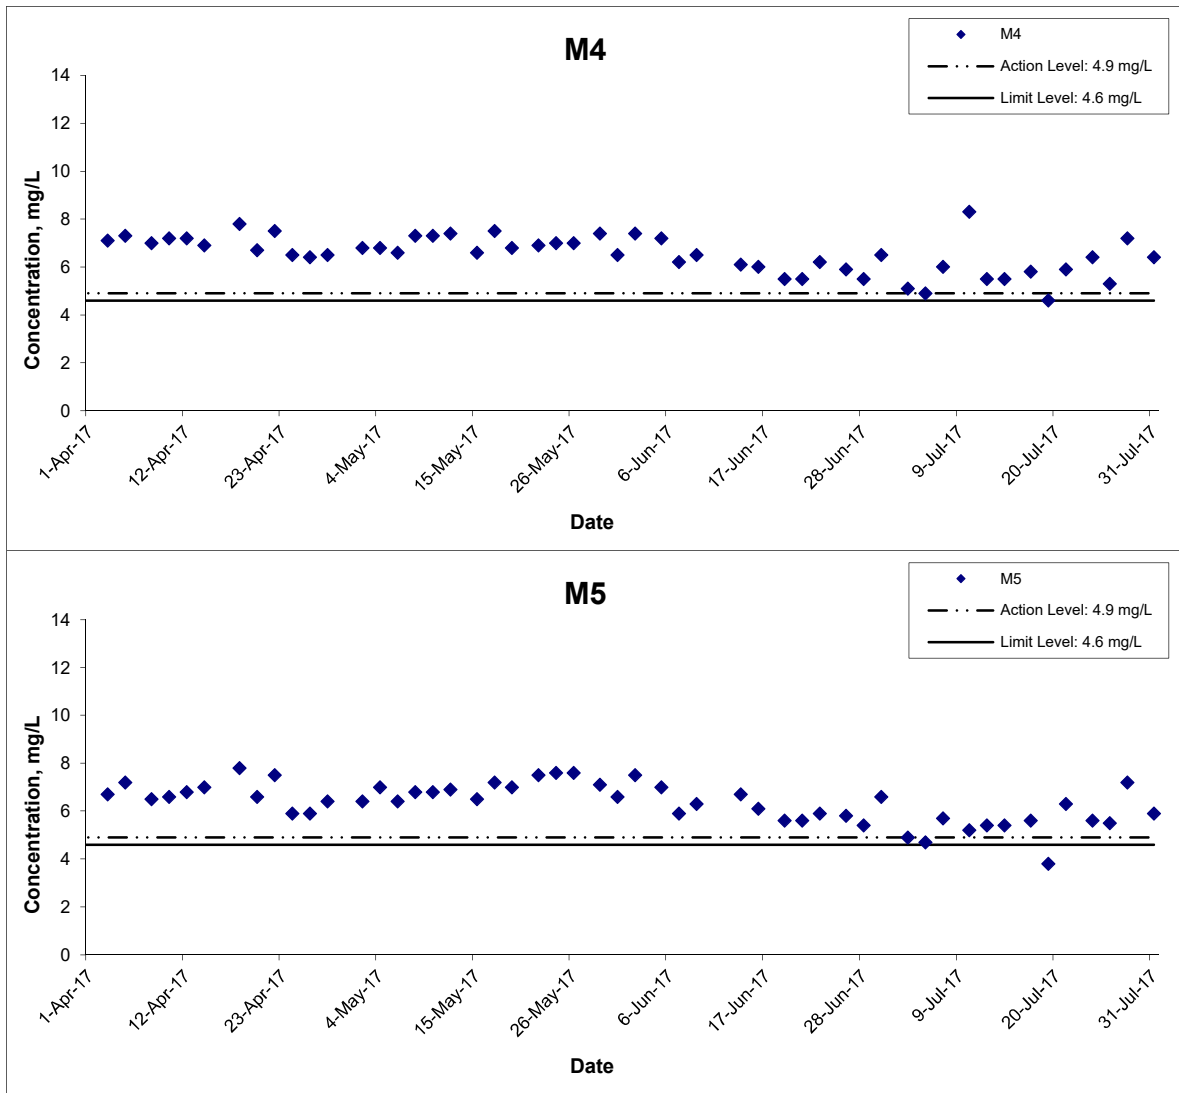 M4
M4
Action Level: 4.9 mg/L
Limit Level: 4.6 mg/L
Concentration, mg/L
14
12
10
8
6
4
2
0
1-Apr-17
12-Apr-17
23-Apr-17
4-May-17
15-May-17
26-May-17
6-Jun-17
17-Jun-17
28-Jun-17
9-Jul-17
20-Jul-17
31-Jul-17
Date
M5
M5
Action Level: 4.9 mg/L
Limit Level: 4.6 mg/L
Concentration, mg/L
14
12
10
8
6
4
2
0
1-Apr-17
12-Apr-17
23-Apr-17
4-May-17
15-May-17
26-May-17
6-Jun-17
17-Jun-17
28-Jun-17
9-Jul-17
20-Jul-17
31-Jul-17
Date